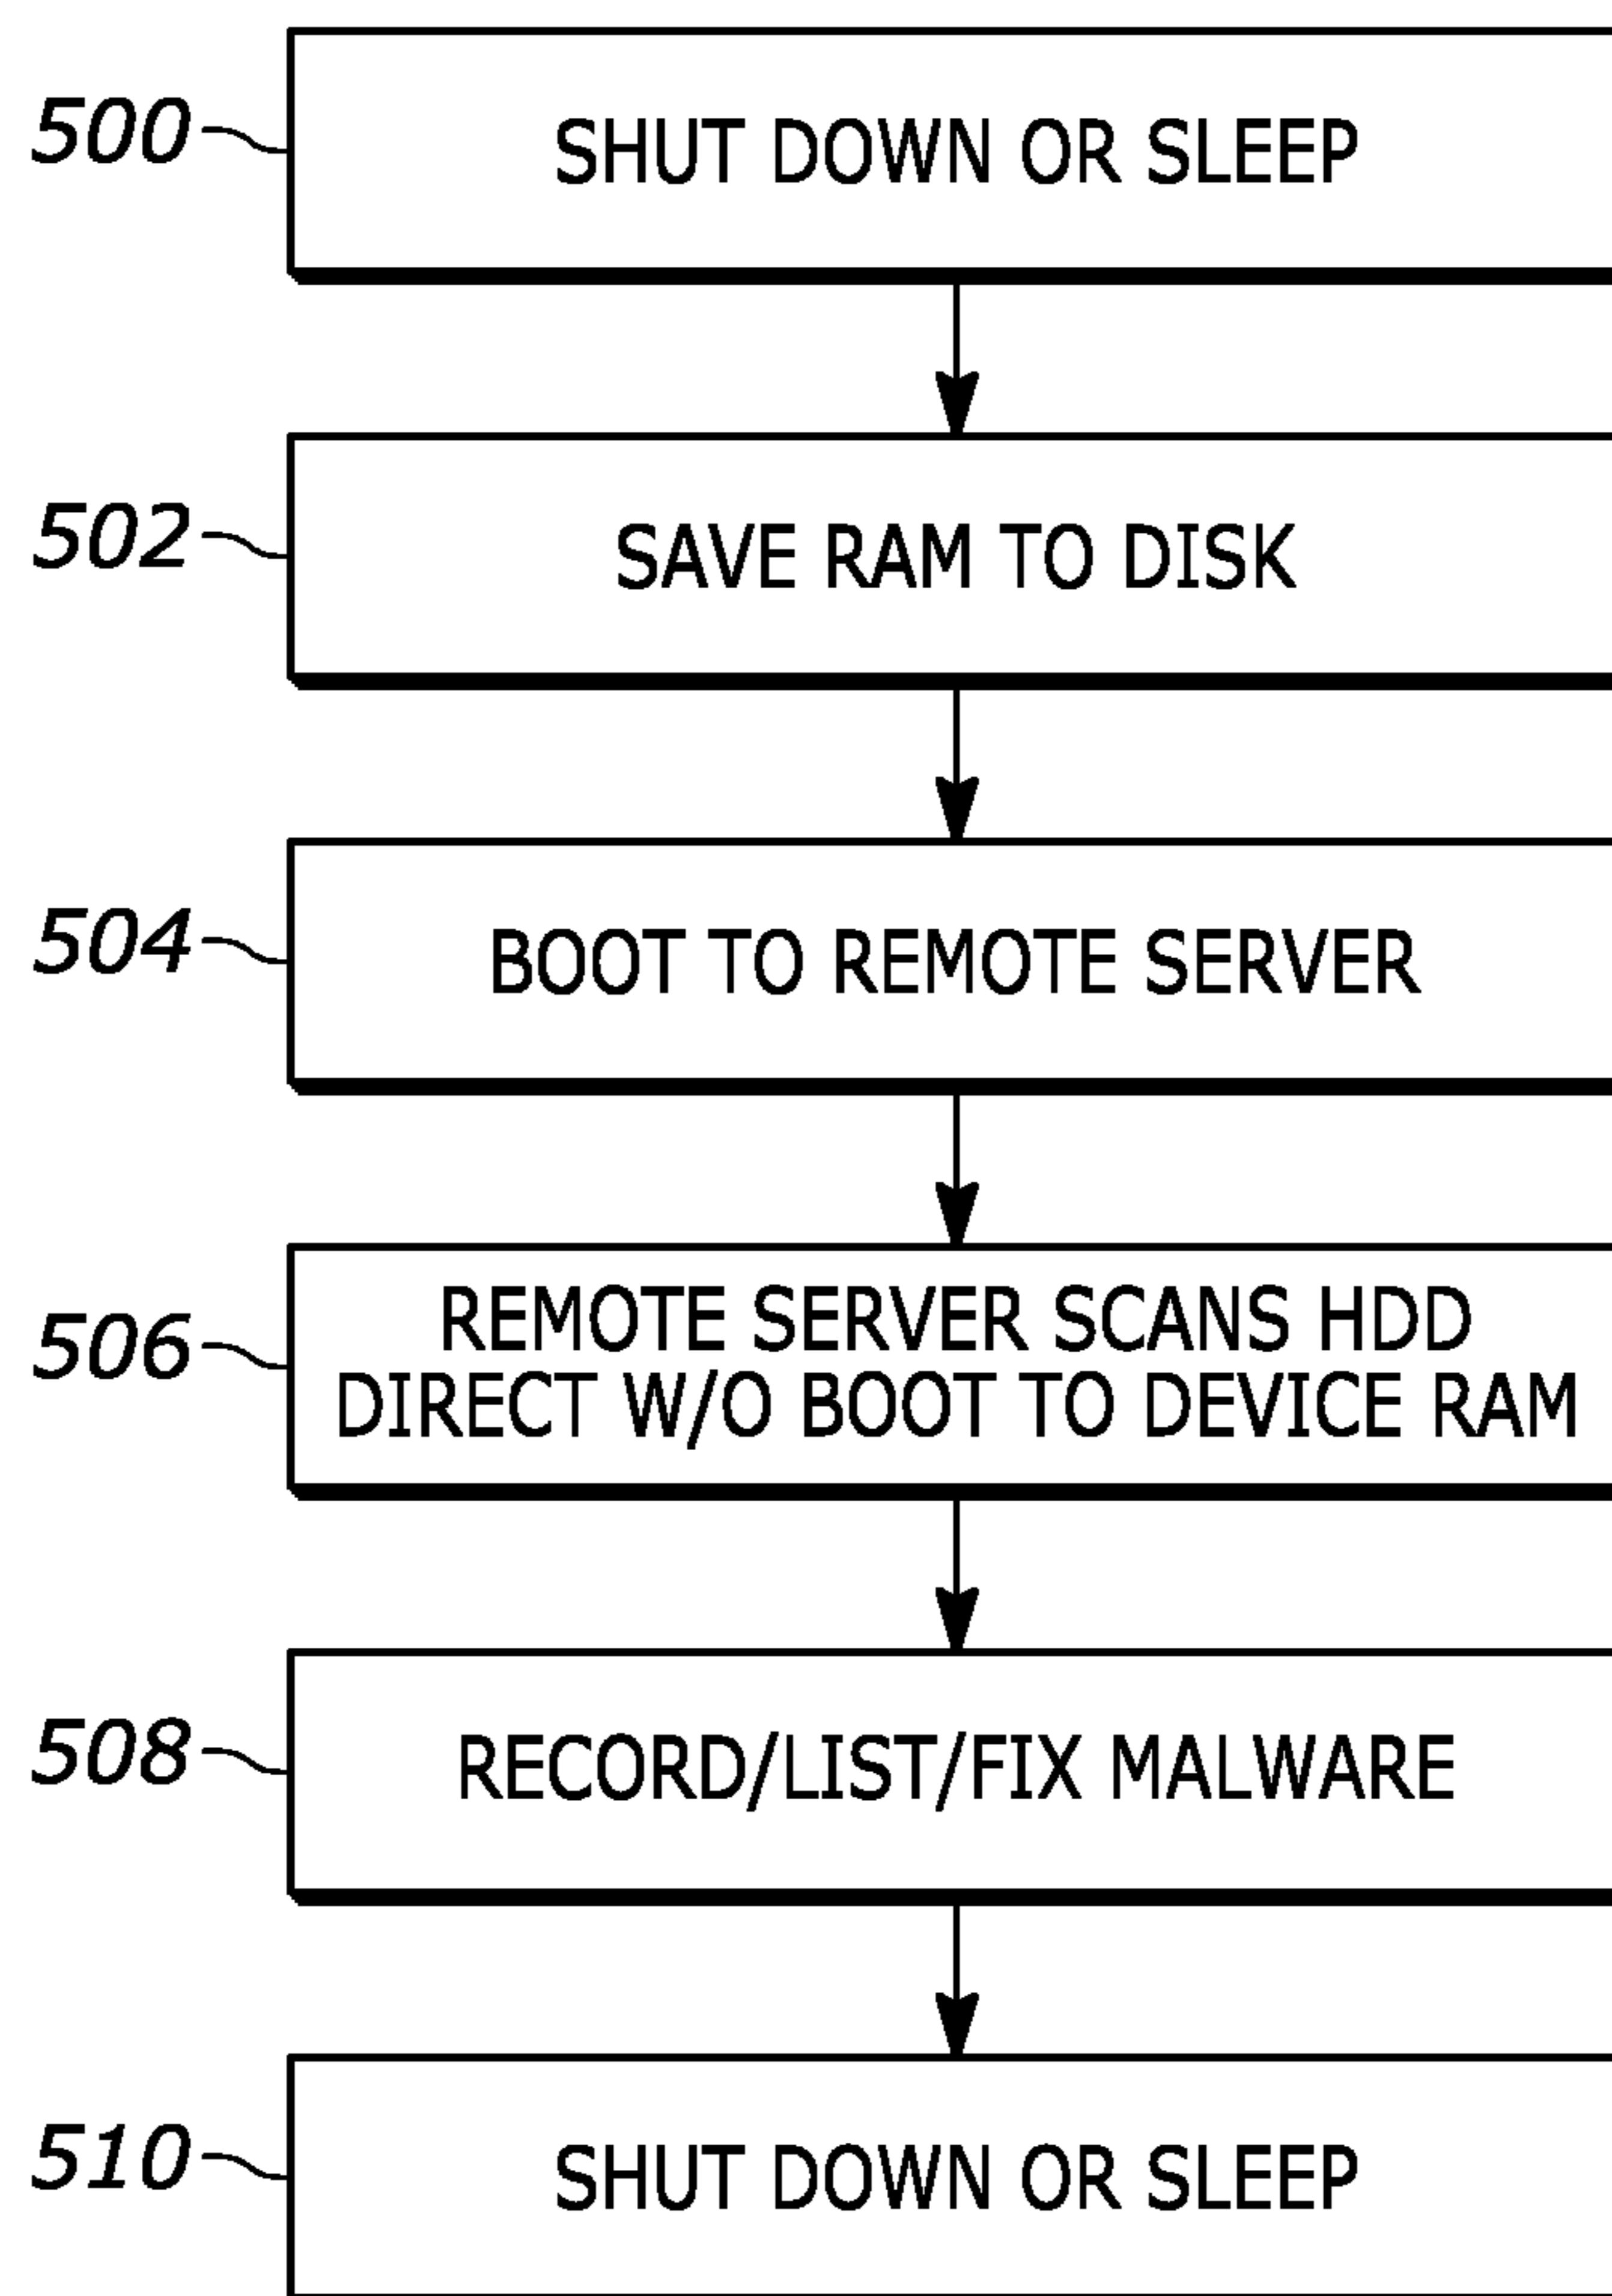 500
SHUT DOWN OR SLEEP
502
SAVE RAM TO DISK
504
BOOT TO REMOTE SERVER
506
REMOTE SERVER SCANS HDD
DIRECT W/O BOOT TO DEVICE RAM
508
RECORD/LIST/FIX MALWARE
510
SHUT DOWN OR SLEEP